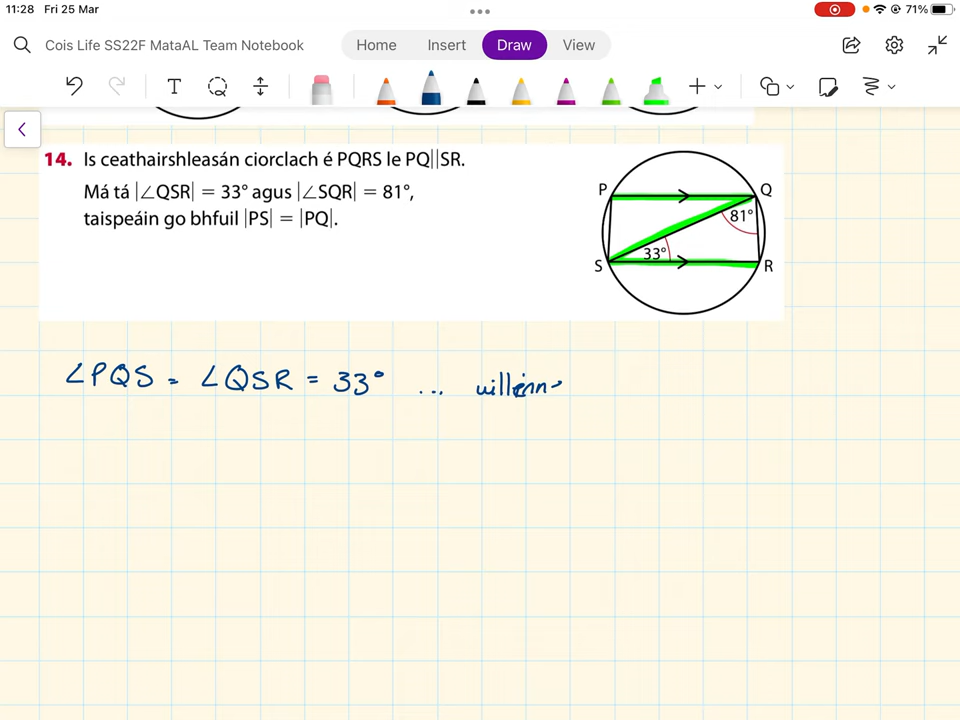 11:28 Fri 25 Mar
71%
Cois Life SS22F MataAL Team Notebook
Home Insert Draw View
14. Is ceathairshleasán ciorclach é PQRS le PQ||SR.
Má tá |∠QSR| = 33° agus |∠SQR| = 81°,
taispeáin go bhfuil |PS| = |PQ|.
P
Q
81°
33°
S
R
∠PQS = ∠QSR = 33° ...